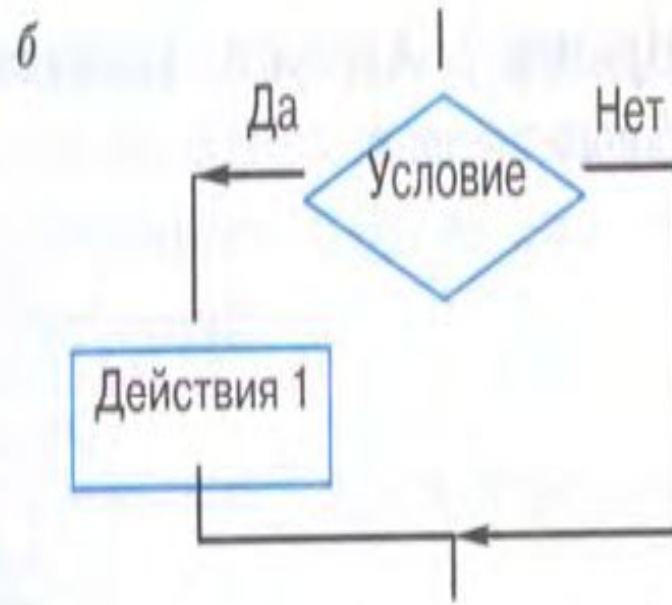 б
Да
Нет
Условие
Действия 1